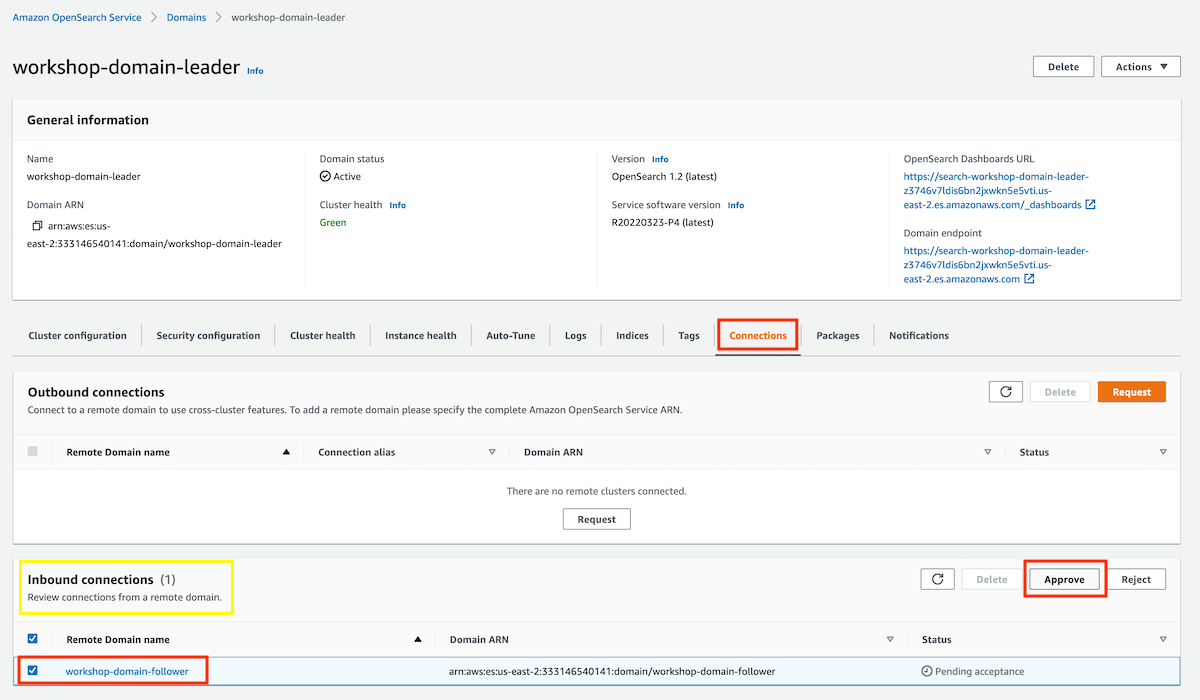 Amazon OpenSearch Service > Domains > workshop-domain-leader
workshop-domain-leader Info
Delete
Actions
General information
Name
workshop-domain-leader
Domain ARN
arn:aws:es:us-
east-2:333146540141:domain/workshop-domain-leader
Domain status
Active
Cluster health Info
Green
Version Info
OpenSearch 1.2 (latest)
Service software version Info
R20220323-P4 (latest)
OpenSearch Dashboards URL
https://search-workshop-domain-leader-
z3746v7ldis6bn2jxwkn5e5vti.us-
east-2.es.amazonaws.com/_dashboards
Domain endpoint
https://search-workshop-domain-leader-
z3746v7ldis6bn2jxwkn5e5vti.us-
east-2.es.amazonaws.com
Cluster configuration
Security configuration
Cluster health
Instance health
Auto-Tune
Logs
Indices
Tags
Connections
Packages
Notifications
Outbound connections
Connect to a remote domain to use cross-cluster features. To add a remote domain please specify the complete Amazon OpenSearch Service ARN.
Delete
Request
Remote Domain name
Connection alias
Domain ARN
Status
There are no remote clusters connected.
Request
Inbound connections (1)
Review connections from a remote domain.
Delete
Approve
Reject
Remote Domain name
Domain ARN
Status
workshop-domain-follower
arn:aws:es:us-east-2:333146540141:domain/workshop-domain-follower
Pending acceptance